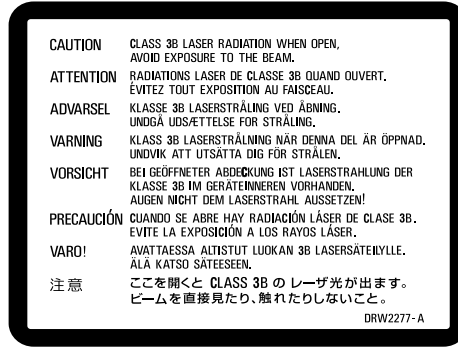 CAUTION CLASS 3B LASER RADIATION WHEN OPEN,
AVOID EXPOSURE TO THE BEAM.
ATTENTION RADIATIONS LASER DE CLASSE 3B QUAND OUVERT.
ÉVITEZ TOUT EXPOSITION AU FAISCEAU.
ADVARSEL KLASSE 3B LASERSTRÅLING VED ÅBNING.
UNDGÅ UDSÆTTELSE FOR STRÅLING.
VARNING KLASS 3B LASERSTRÅLNING NÄR DENNA DEL ÄR ÖPPNAD.
UNDVIK ATT UTSÄTTA DIG FÖR STRÅLEN.
VORSICHT BEI GEÖFFNETER ABDECKUNG IST LASERSTRAHLUNG DER
KLASSE 3B IM GERÄTEINNEREN VORHANDEN.
AUGEN NICHT DEM LASERSTRAHL AUSSETZEN!
PRECAUCIÓN CUANDO SE ABRE HAY RADIACIÓN LÁSER DE CLASE 3B.
EVITE LA EXPOSICIÓN A LOS RAYOS LÁSER.
VARO! AVATTAESSA ALTISTUT LUOKAN 3B LASERSÄTEILYLLE.
ÄLÄ KATSO SÄTEESEEN.
注意 ここを開くと CLASS 3B の レーザ光が出ます。
ビームを直接見たり、触れたりしないこと。
DRW2277-A